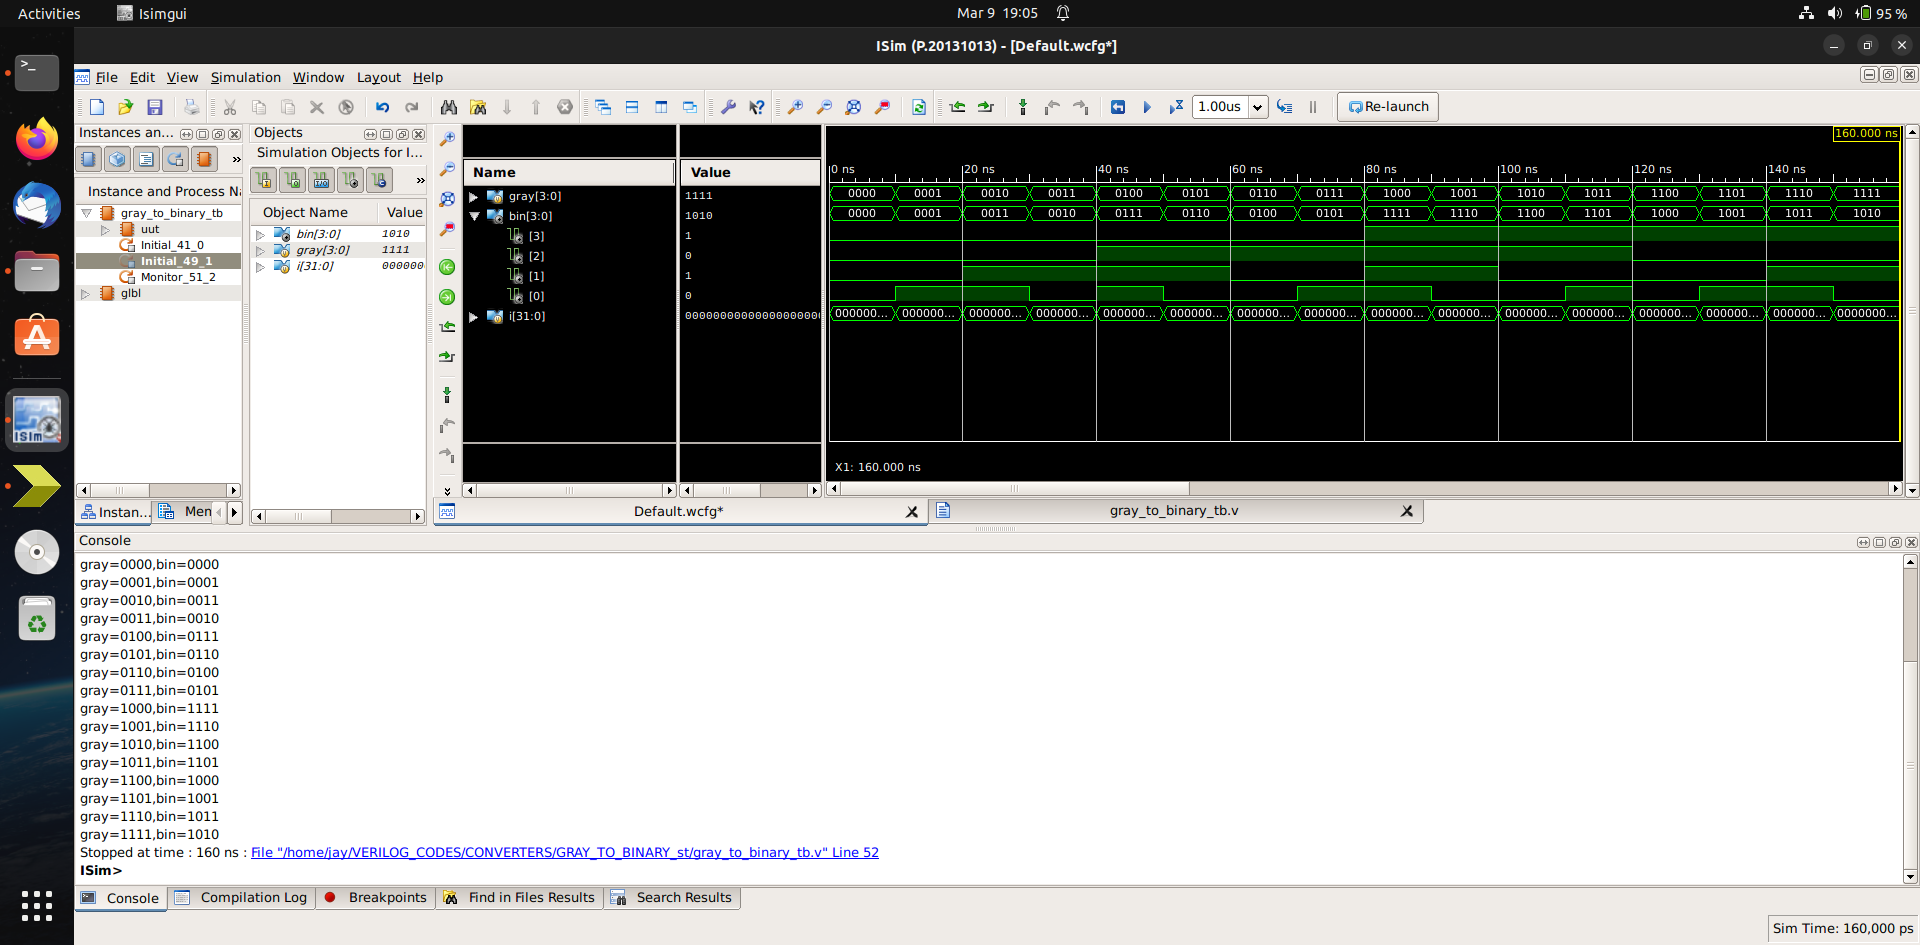 Activities
Isimgui
Mar 9 19:05
95 %
ISim (P.20131013) - [Default.wcfg*]
File Edit View Simulation Window Layout Help
1.00us
Re-launch
Instances an...
Instance and Process Na
gray_to_binary_tb
uut
Initial_41_0
Initial_49_1
Monitor_51_2
glbl
Instan...
Men
Objects
Simulation Objects for I...
Object Name Value
bin[3:0] 1010
gray[3:0] 1111
i[31:0] 000000
Name Value
gray[3:0] 1111
bin[3:0] 1010
[3] 1
[2] 0
[1] 1
[0] 0
i[31:0] 00000000000000000000
160.000 ns
0 ns 20 ns 40 ns 60 ns 80 ns 100 ns 120 ns 140 ns
0000 0001 0010 0011 0100 0101 0110 0111 1000 1001 1010 1011 1100 1101 1110 1111
0000 0001 0011 0010 0111 0110 0100 0101 1111 1110 1100 1101 1000 1001 1011 1010
000000... 000000... 000000... 000000... 000000... 000000... 000000... 000000... 000000... 000000... 000000... 000000... 000000... 000000... 000000... 0000000...
X1: 160.000 ns
Default.wcfg*
gray_to_binary_tb.v
Console
gray=0000,bin=0000
gray=0001,bin=0001
gray=0010,bin=0011
gray=0011,bin=0010
gray=0100,bin=0111
gray=0101,bin=0110
gray=0110,bin=0100
gray=0111,bin=0101
gray=1000,bin=1111
gray=1001,bin=1110
gray=1010,bin=1100
gray=1011,bin=1101
gray=1100,bin=1000
gray=1101,bin=1001
gray=1110,bin=1011
gray=1111,bin=1010
Stopped at time : 160 ns : File "/home/jay/VERILOG_CODES/CONVERTERS/GRAY_TO_BINARY_st/gray_to_binary_tb.v" Line 52
ISim>
Console
Compilation Log
Breakpoints
Find in Files Results
Search Results
Sim Time: 160,000 ps
ISim